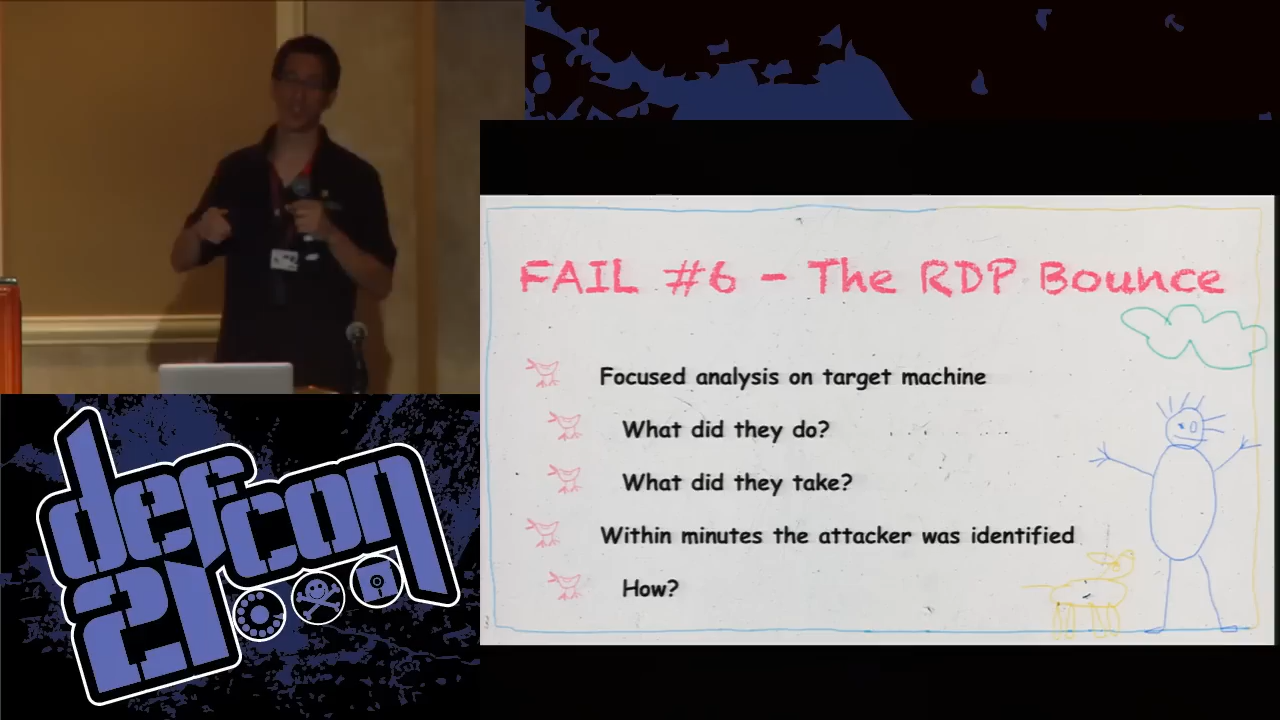 FAIL #6 - The RDP Bounce
Focused analysis on target machine
What did they do?
What did they take?
Within minutes the attacker was identified
How?
defcon
21